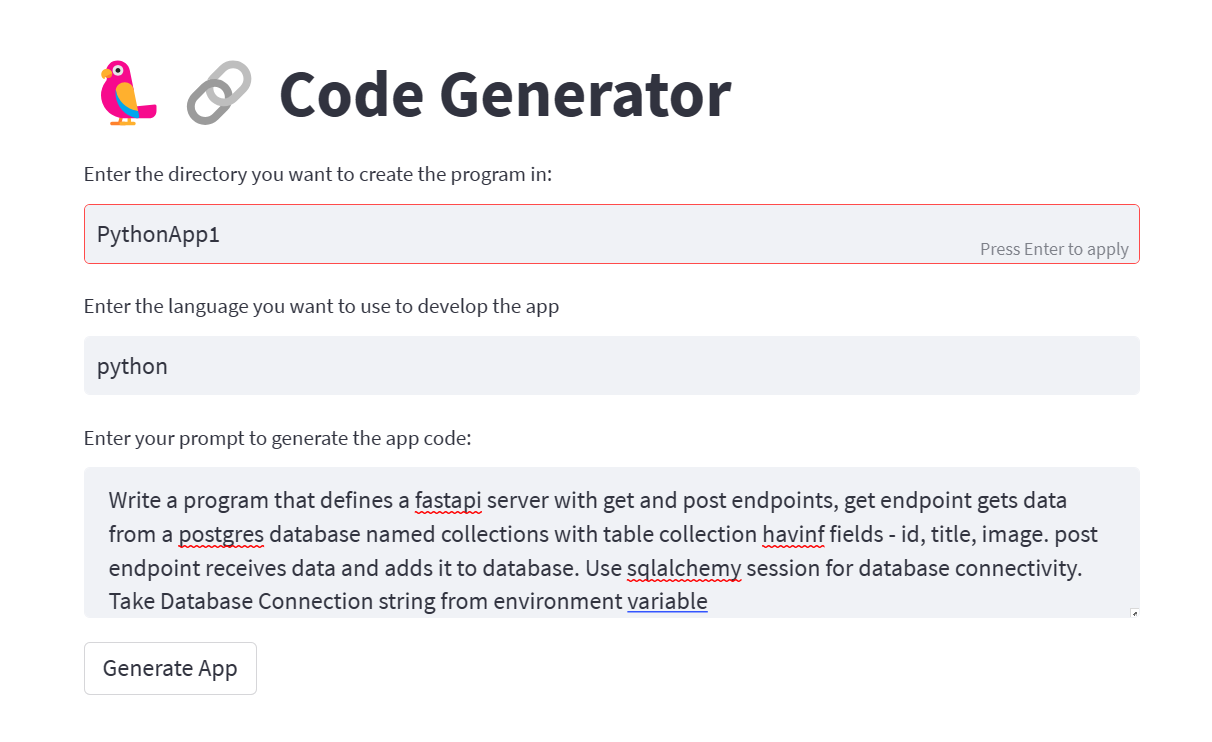 Code Generator
Enter the directory you want to create the program in:
PythonApp1
Press Enter to apply
Enter the language you want to use to develop the app
python
Enter your prompt to generate the app code:
Write a program that defines a fastapi server with get and post endpoints, get endpoint gets data
from a postgres database named collections with table collection havinf fields - id, title, image. post
endpoint receives data and adds it to database. Use sqlalchemy session for database connectivity.
Take Database Connection string from environment variable
Generate App